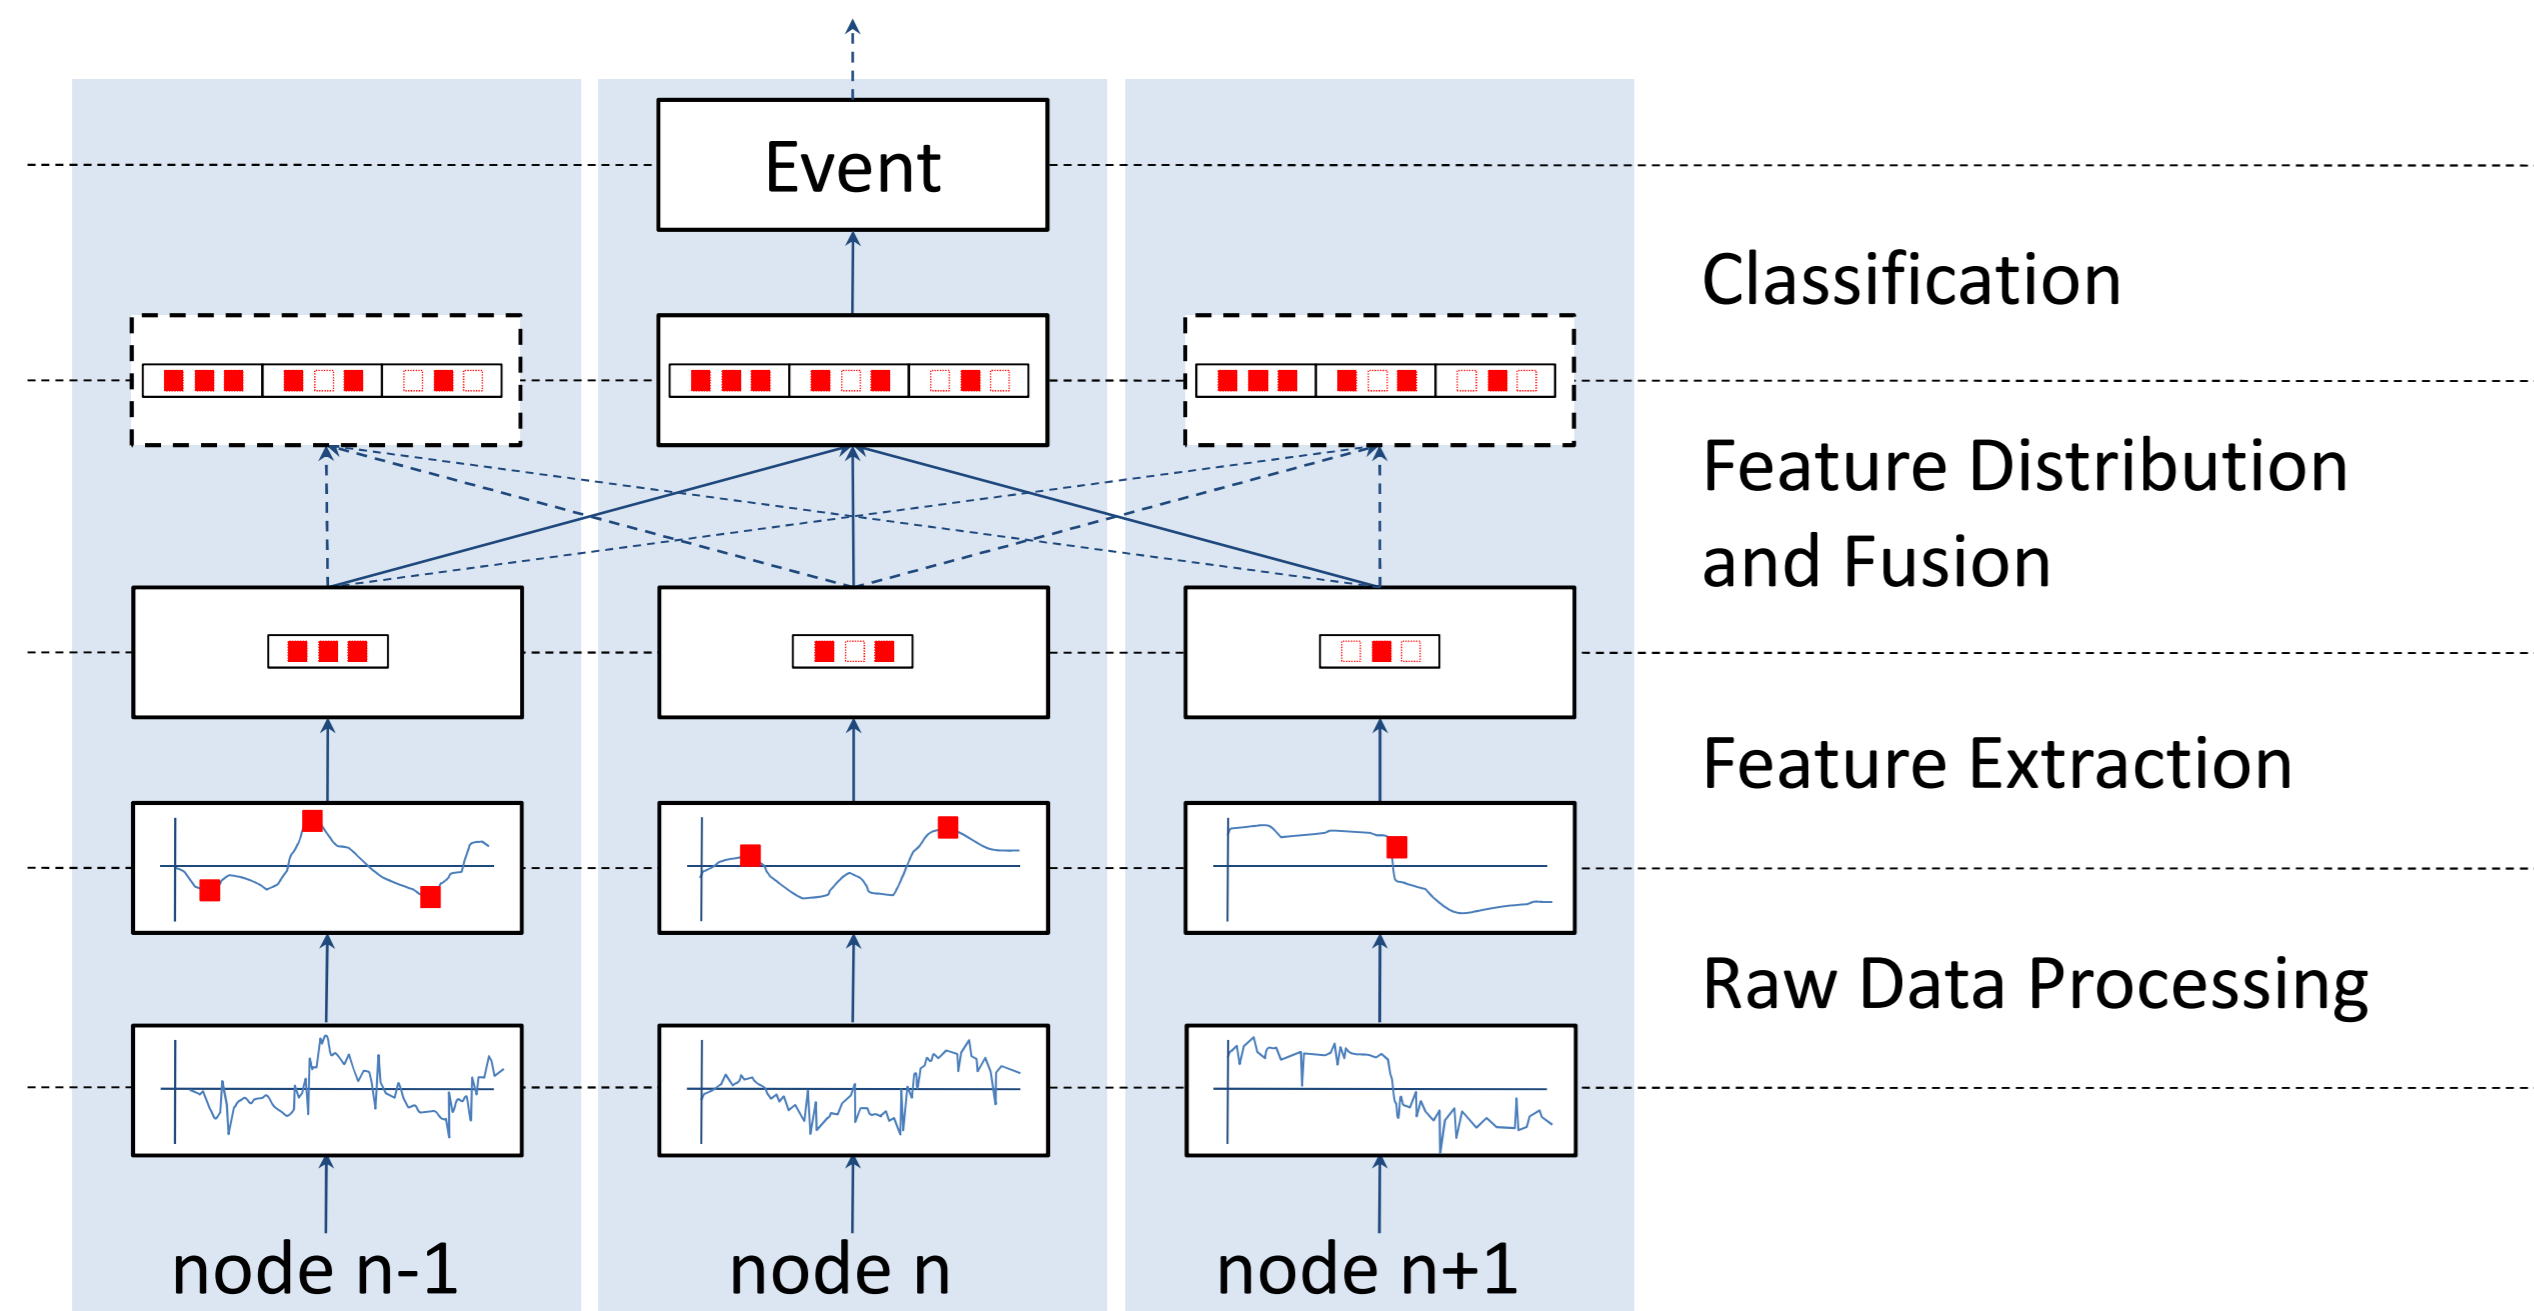 Event
Classification
Feature Distribution
and Fusion
Feature Extraction
Raw Data Processing
node n-1
node n
node n+1